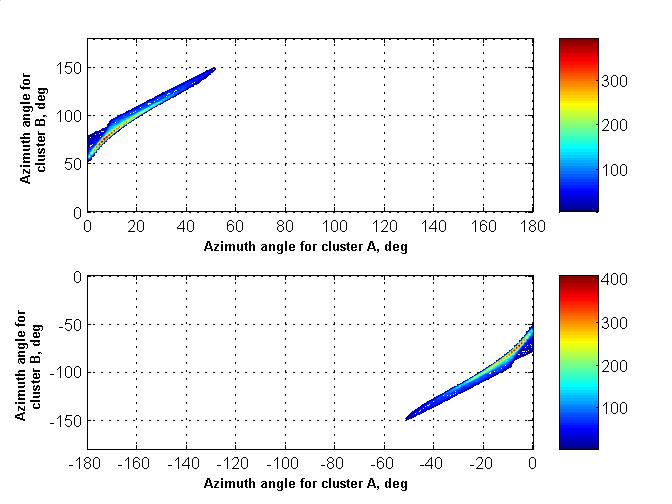 Azimuth angle for
cluster B, deg
150
100
50
0
0 20 40 60 80 100 120 140 160 180
Azimuth angle for cluster A, deg
300
200
100
Azimuth angle for
cluster B, deg
0
-50
-100
-150
-180 -160 -140 -120 -100 -80 -60 -40 -20 0
Azimuth angle for cluster A, deg
400
300
200
100